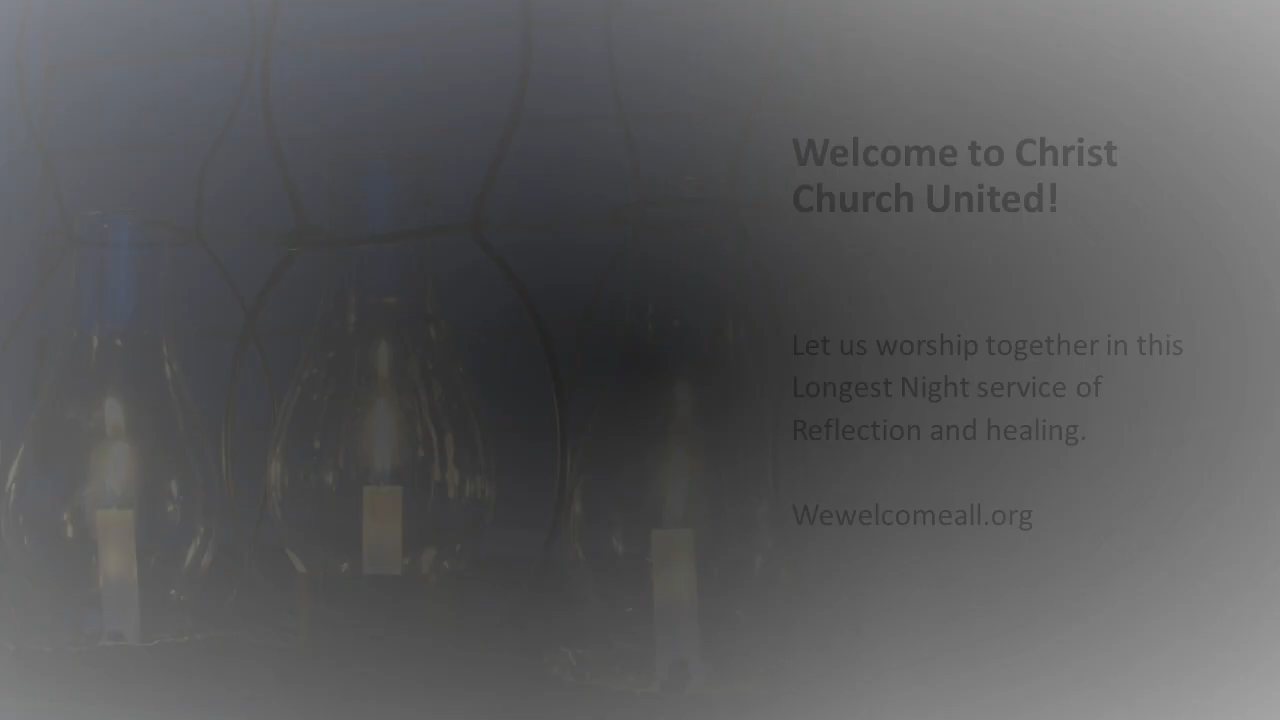 Welcome to Christ
Church United!
Let us worship together in this
Longest Night service of
Reflection and healing.
Wewelcomeall.org